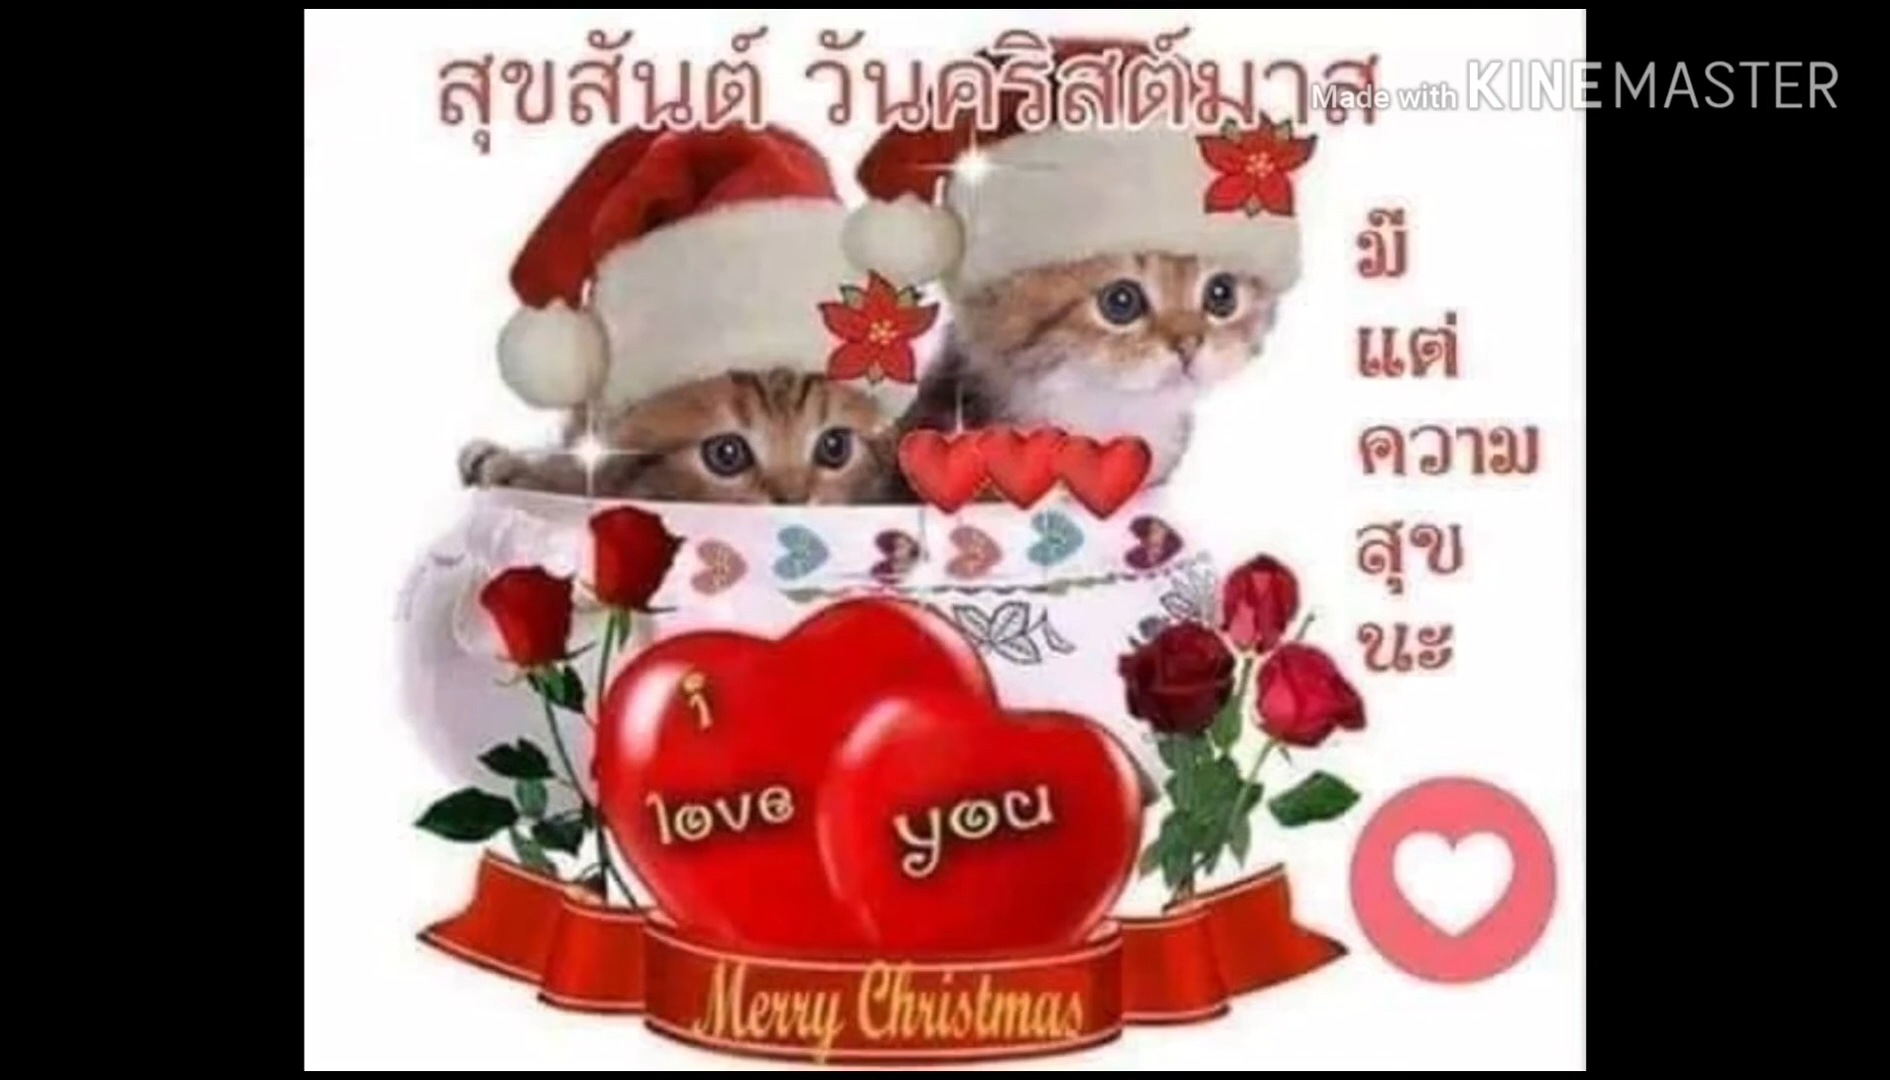 สุขสันต์ วันคริสต์มาส
Made with KINEMASTER
มี
แต่
ความ
สุข
นะ
i
love
you
Merry Christmas